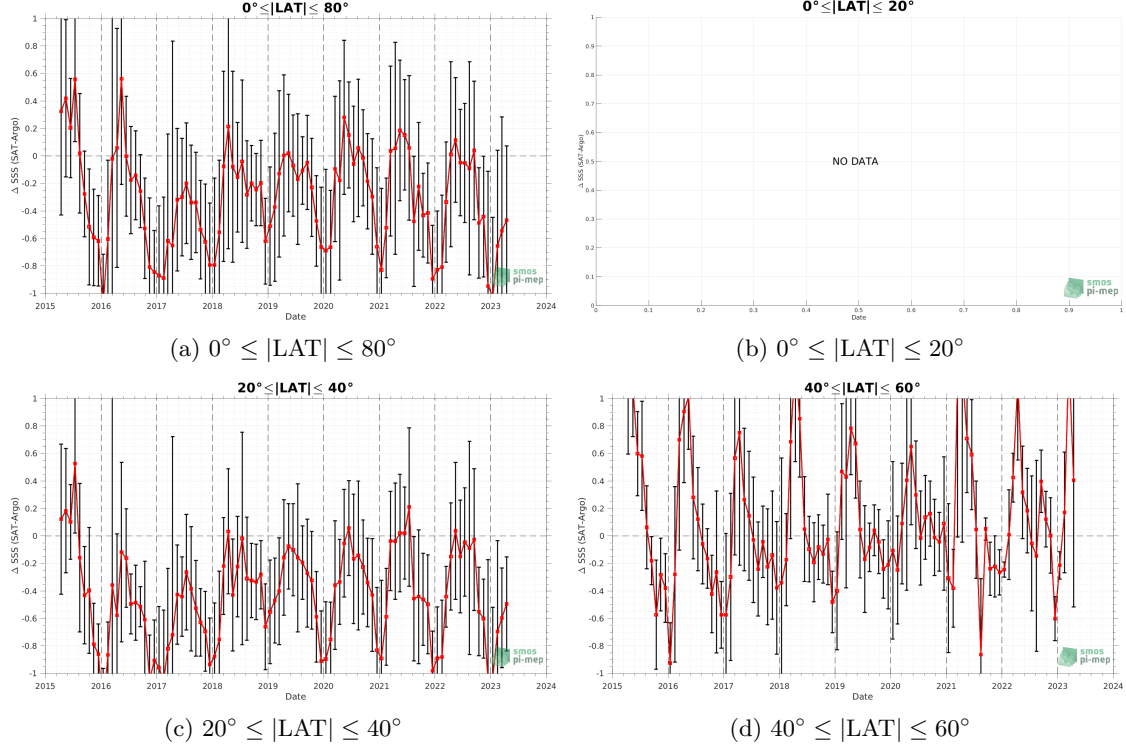 0°≤|LAT|≤ 80°
Δ SSS (SAT-Argo)
1
0.8
0.6
0.4
0.2
0
-0.2
-0.4
-0.6
-0.8
-1
2015 2016 2017 2018 2019 2020 2021 2022 2023 2024
Date
smos
pi-mep
(a) 0° ≤ |LAT| ≤ 80°
0°≤|LAT|≤ 20°
Δ SSS (SAT-Argo)
1
0.9
0.8
0.7
0.6
0.5
0.4
0.3
0.2
0.1
0
NO DATA
0 0.1 0.2 0.3 0.4 0.5 0.6 0.7 0.8 0.9 1
Date
smos
pi-mep
(b) 0° ≤ |LAT| ≤ 20°
20°≤|LAT|≤ 40°
Δ SSS (SAT-Argo)
1
0.8
0.6
0.4
0.2
0
-0.2
-0.4
-0.6
-0.8
-1
2015 2016 2017 2018 2019 2020 2021 2022 2023 2024
Date
smos
pi-mep
(c) 20° ≤ |LAT| ≤ 40°
40°≤|LAT|≤ 60°
Δ SSS (SAT-Argo)
1
0.8
0.6
0.4
0.2
0
-0.2
-0.4
-0.6
-0.8
-1
2015 2016 2017 2018 2019 2020 2021 2022 2023 2024
Date
smos
pi-mep
(d) 40° ≤ |LAT| ≤ 60°